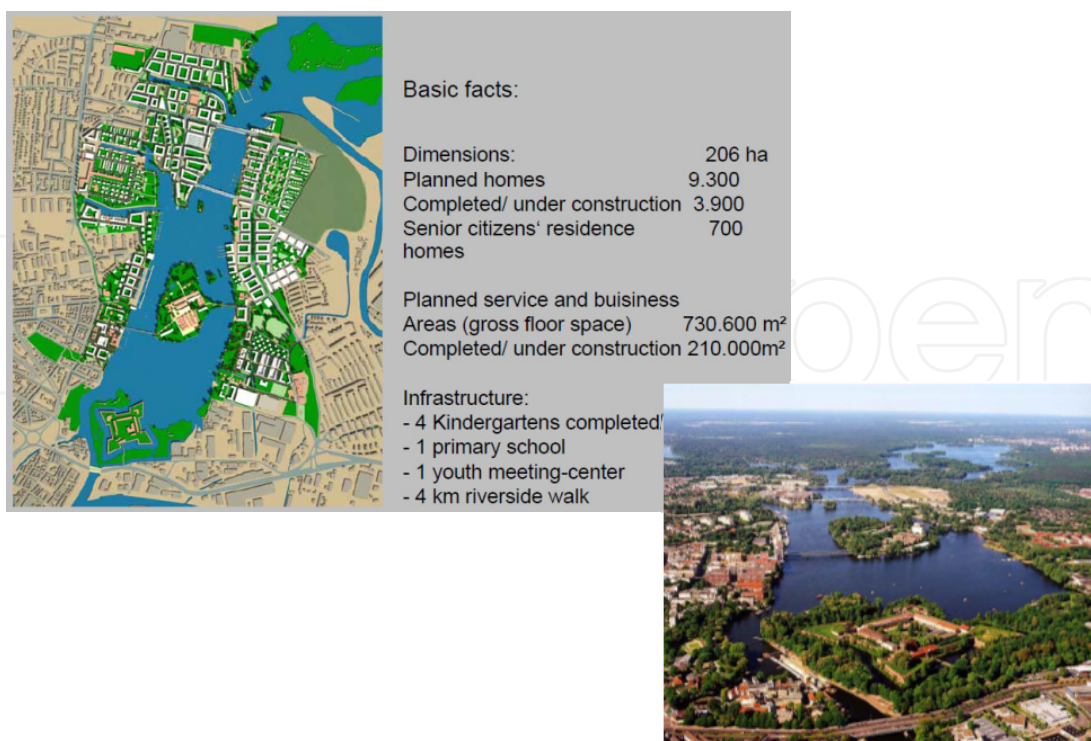 Basic facts:
Dimensions: 206 ha
Planned homes 9.300
Completed/ under construction 3.900
Senior citizens‘ residence 700
homes
Planned service and buisiness
Areas (gross floor space) 730.600 m²
Completed/ under construction 210.000m²
Infrastructure:
- 4 Kindergartens completed/
- 1 primary school
- 1 youth meeting-center
- 4 km riverside walk
pen